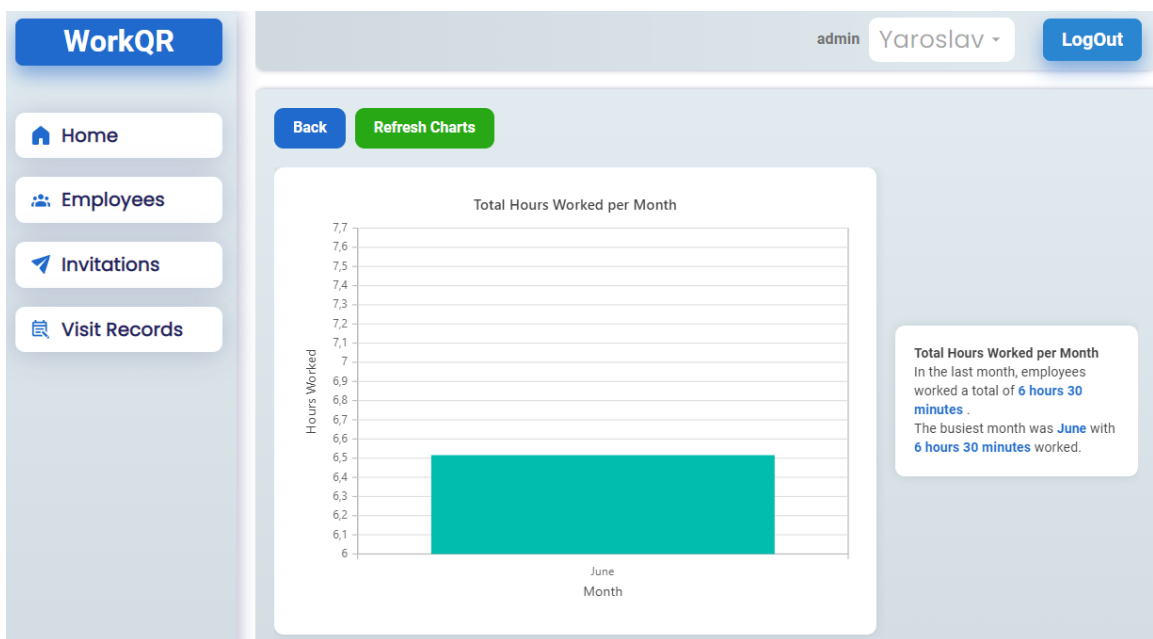 WorkQR
admin Yaroslav LogOut
Home
Employees
Invitations
Visit Records
Back Refresh Charts
Total Hours Worked per Month
7,7
7,6
7,5
7,4
7,3
7,2
7,1
7
6,9
6,8
6,7
6,6
6,5
6,4
6,3
6,2
6,1
6
Hours Worked
June
Month
Total Hours Worked per Month
In the last month, employees
worked a total of 6 hours 30
minutes .
The busiest month was June with
6 hours 30 minutes worked.